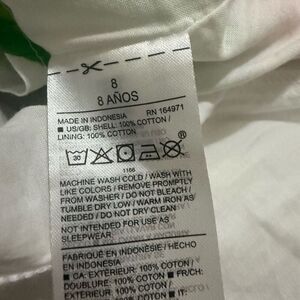 8
8 AÑOS
MADE IN INDONESIA RN 164971
■ US/GB: SHELL: 100% COTTON /
LINING: 100% COTTON
30
1166
MACHINE WASH COLD / WASH WITH
LIKE COLORS / REMOVE PROMPTLY
FROM WASHER / DO NOT BLEACH /
TUMBLE DRY LOW / WARM IRON AS
NEEDED / DO NOT DRY CLEAN
NOT INTENDED FOR USE AS
SLEEPWEAR.
FABRIQUÉ EN INDONÉSIE / HECHO
EN INDONESIA
■ CA: EXTÉRIEUR: 100% COTON /
DOUBLURE: 100% COTON ■ FR/CH:
EXTÉRIEUR: 100% COTON /
100% COTON ■ IT: